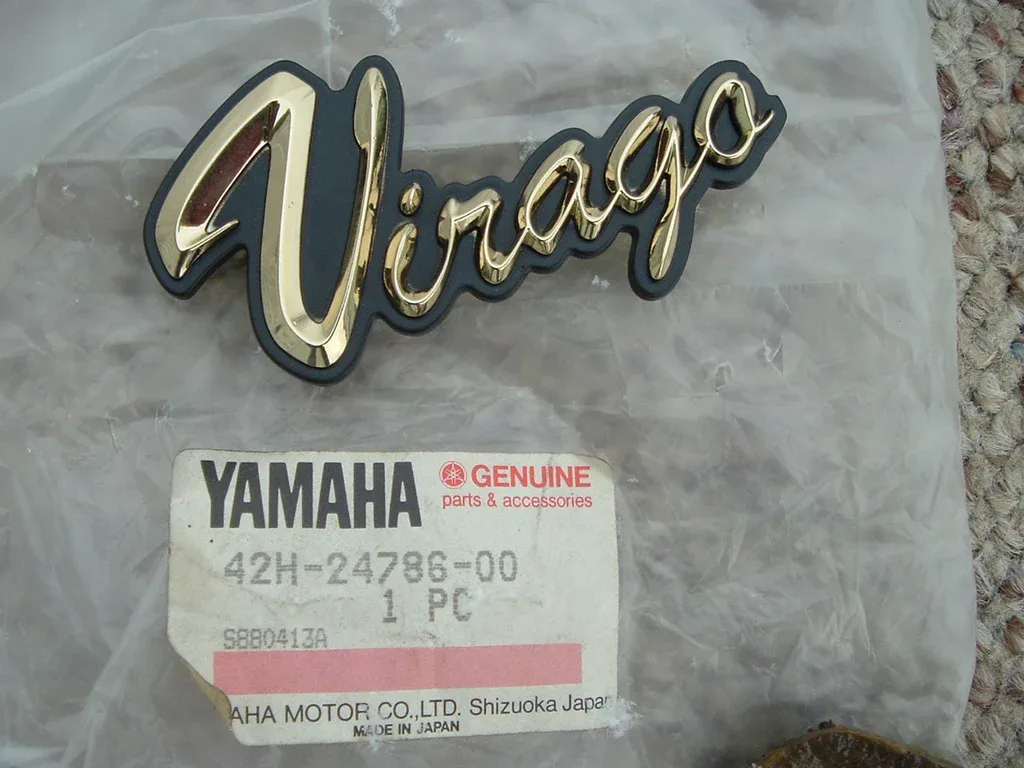 Virago
YAMAHA
GENUINE
parts & accessories
42H-24786-00
1 PC
S880413A
AHA MOTOR CO.,LTD. Shizuoka Japan
MADE IN JAPAN